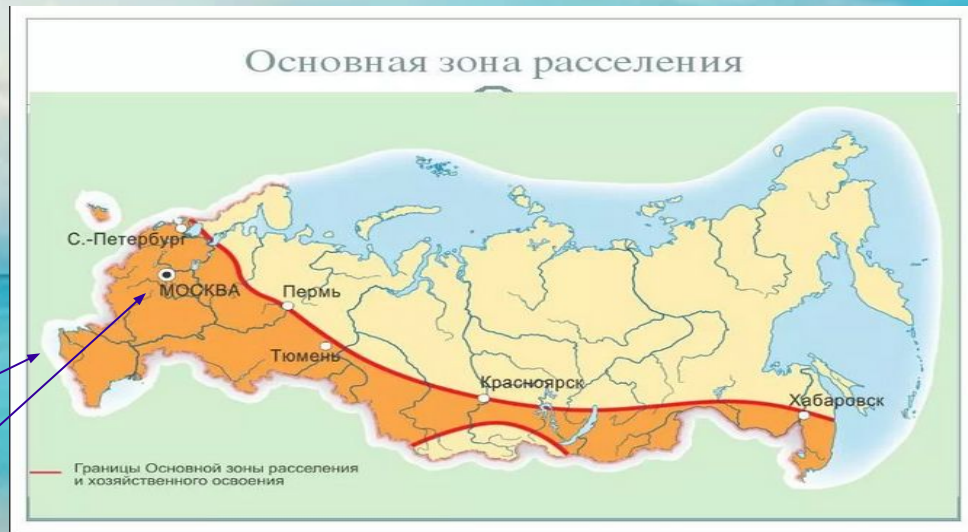 Основная зона расселения
С.-Петербург
МОСКВА
Пермь
Тюмень
Красноярск
Хабаровск
Границы Основной зоны расселения
и хозяйственного освоения